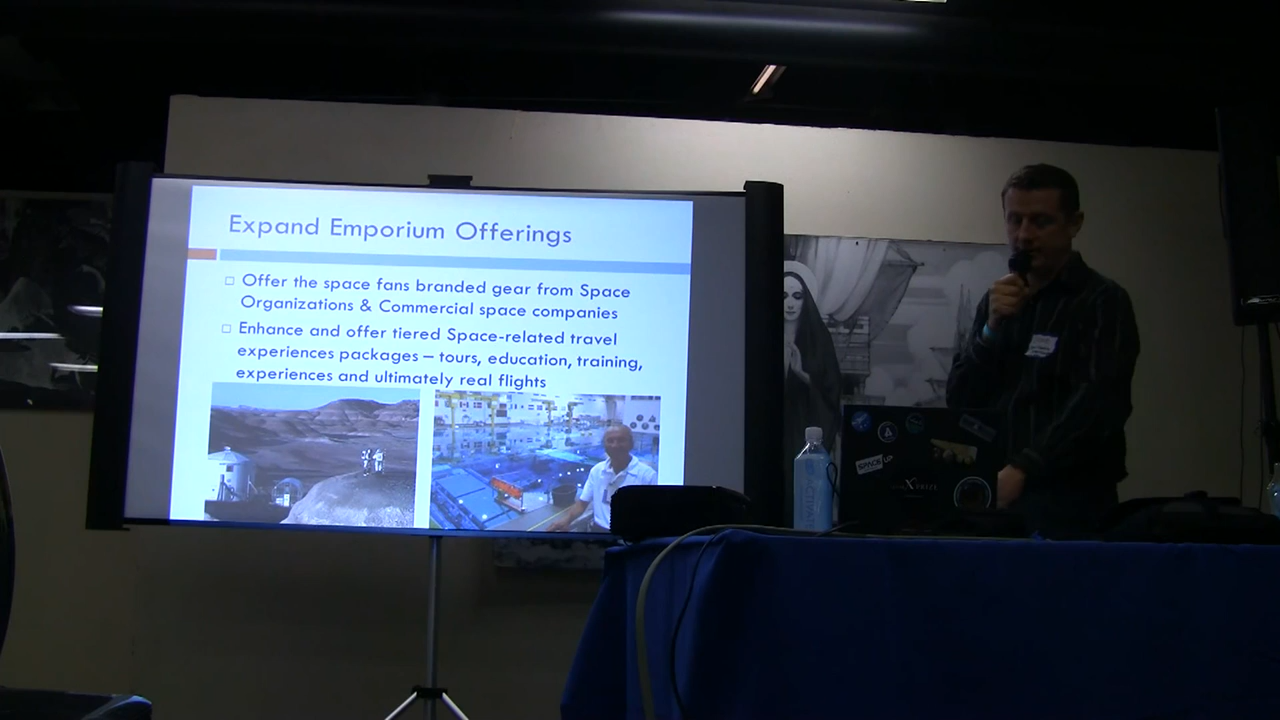 Expand Emporium Offerings
□ Offer the space fans branded gear from Space
Organizations & Commercial space companies
□ Enhance and offer tiered Space-related travel
experiences packages – tours, education, training,
experiences and ultimately real flights
SPACE UP
XPRIZE